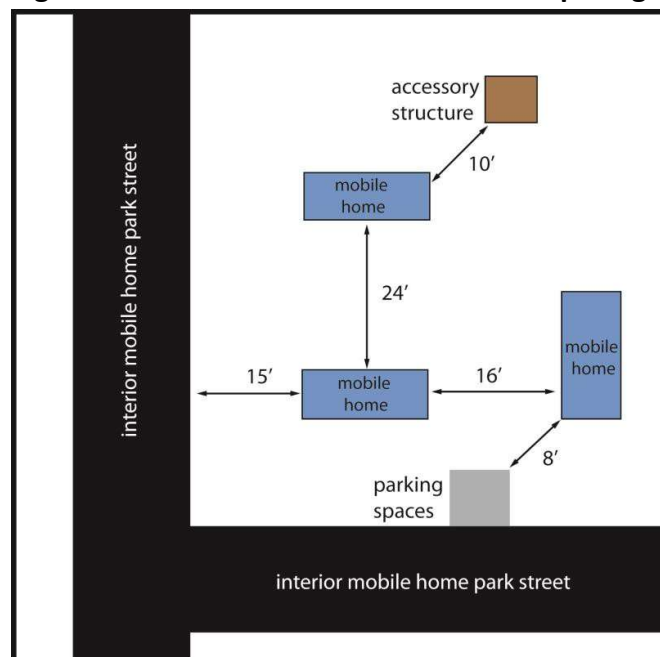 accessory
structure
10′
mobile
home
24′
mobile
home
15′
mobile
home
16′
8′
parking
spaces
interior mobile home park street
interior mobile home park street